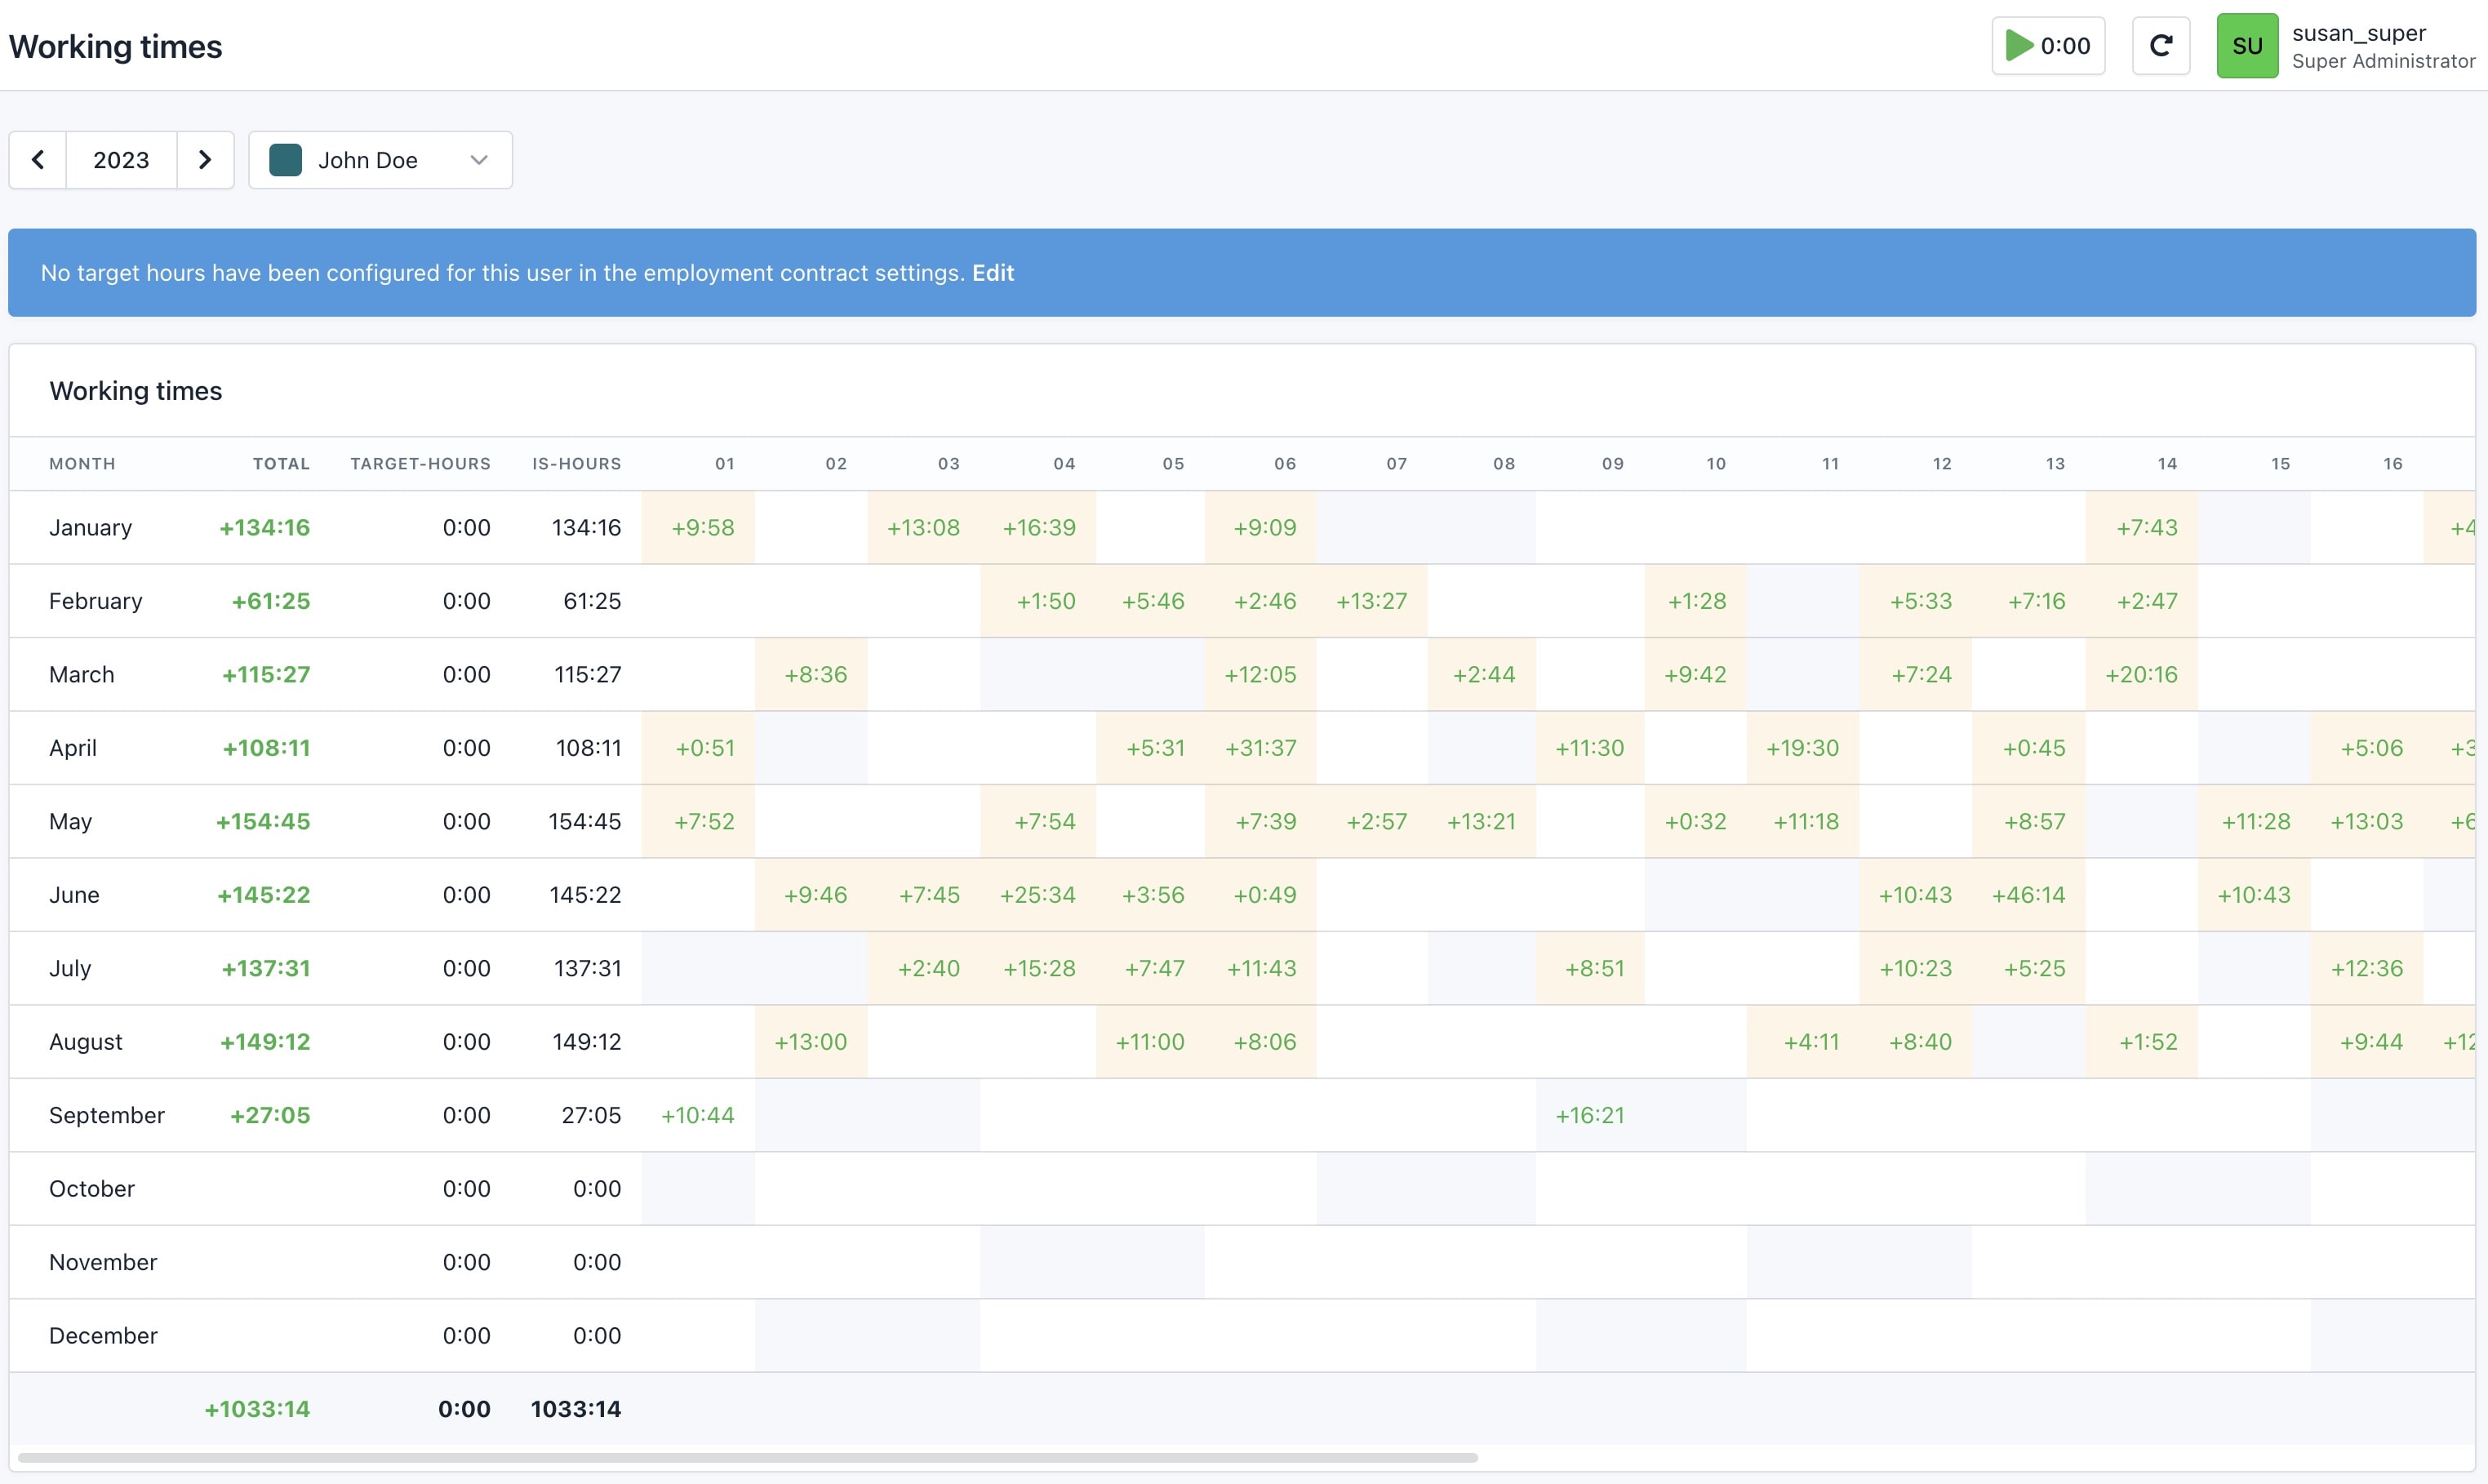 Working times
0:00
SU
susan_super
Super Administrator
2023
John Doe
No target hours have been configured for this user in the employment contract settings. Edit
Working times
MONTH TOTAL TARGET-HOURS IS-HOURS 01 02 03 04 05 06 07 08 09 10 11 12 13 14 15 16
January +134:16 0:00 134:16 +9:58 +13:08 +16:39 +9:09 +7:43 +4
February +61:25 0:00 61:25 +1:50 +5:46 +2:46 +13:27 +1:28 +5:33 +7:16 +2:47
March +115:27 0:00 115:27 +8:36 +12:05 +2:44 +9:42 +7:24 +20:16
April +108:11 0:00 108:11 +0:51 +5:31 +31:37 +11:30 +19:30 +0:45 +5:06 +3
May +154:45 0:00 154:45 +7:52 +7:54 +7:39 +2:57 +13:21 +0:32 +11:18 +8:57 +11:28 +13:03 +6
June +145:22 0:00 145:22 +9:46 +7:45 +25:34 +3:56 +0:49 +10:43 +46:14 +10:43
July +137:31 0:00 137:31 +2:40 +15:28 +7:47 +11:43 +8:51 +10:23 +5:25 +12:36
August +149:12 0:00 149:12 +13:00 +11:00 +8:06 +4:11 +8:40 +1:52 +9:44 +12
September +27:05 0:00 27:05 +10:44 +16:21
October 0:00 0:00
November 0:00 0:00
December 0:00 0:00
+1033:14 0:00 1033:14